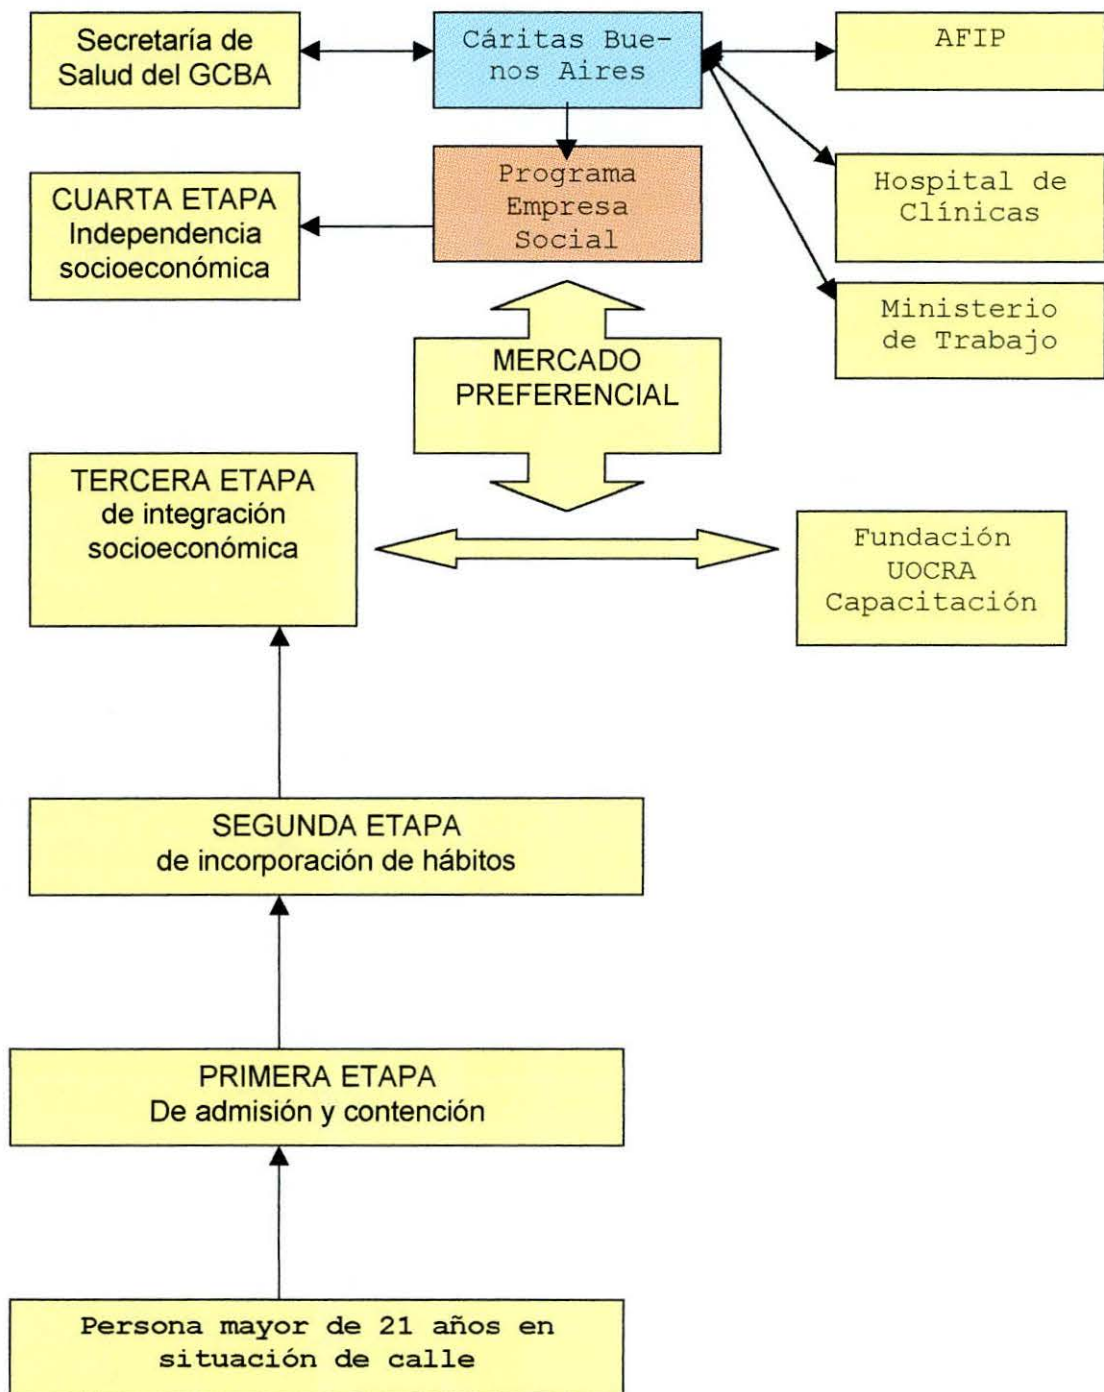 Secretaría de
Salud del GCBA
Cáritas Bue-
nos Aires
AFIP
Programa
Empresa
Social
CUARTA ETAPA
Independencia
socioeconómica
Hospital de
Clínicas
Ministerio
de Trabajo
MERCADO
PREFERENCIAL
TERCERA ETAPA
de integración
socioeconómica
Fundación
UOCRA
Capacitación
SEGUNDA ETAPA
de incorporación de hábitos
PRIMERA ETAPA
De admisión y contención
Persona mayor de 21 años en
situación de calle